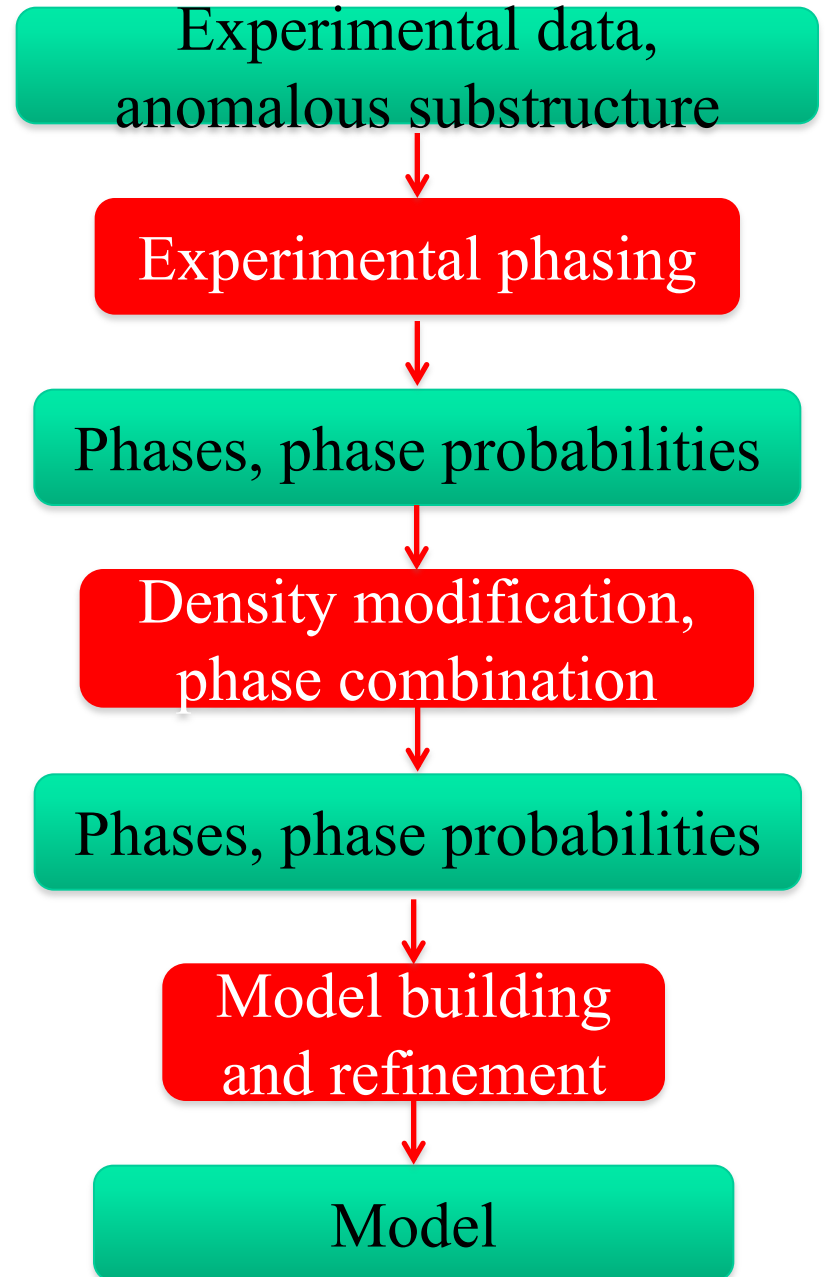 Experimental data,
anomalous substructure
Experimental phasing
Phases, phase probabilities
Density modification,
phase combination
Phases, phase probabilities
Model building
and refinement
Model